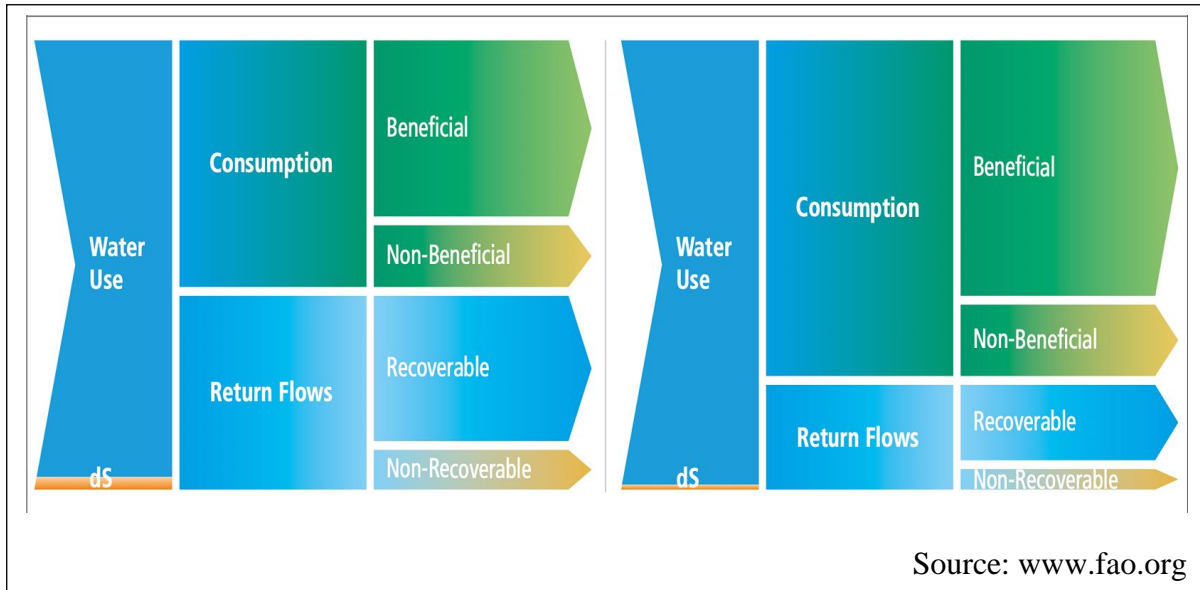 Water
Use
dS
Consumption
Return Flows
Beneficial
Non-Beneficial
Recoverable
Non-Recoverable
Water
Use
dS
Consumption
Return Flows
Beneficial
Non-Beneficial
Recoverable
Non-Recoverable
Source: www.fao.org